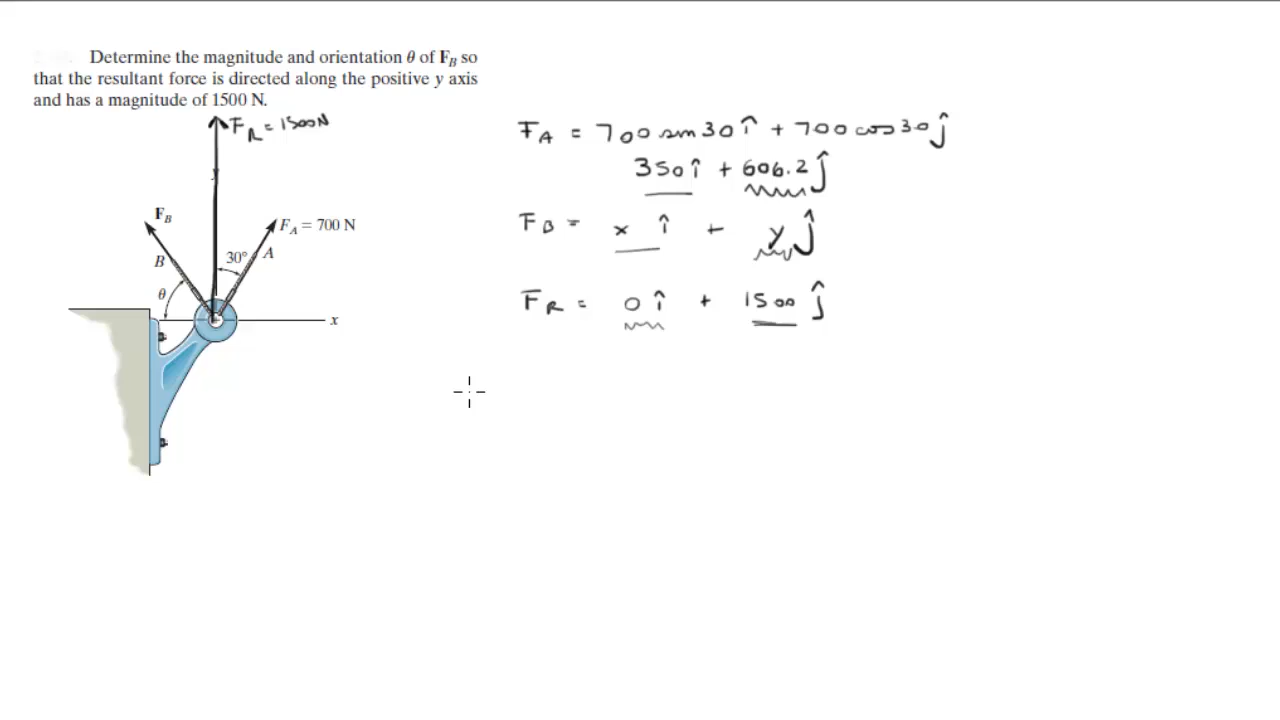 Determine the magnitude and orientation θ of F_B so
that the resultant force is directed along the positive y axis
and has a magnitude of 1500 N.
F_R = 1500N
y
F_B
F_A = 700 N
B
30°
A
θ
x
F_A = 700 sin 30 î + 700 cos 30 ĵ
350 î + 606.2 ĵ
F_B = x î + y ĵ
F_R = 0 î + 1500 ĵ